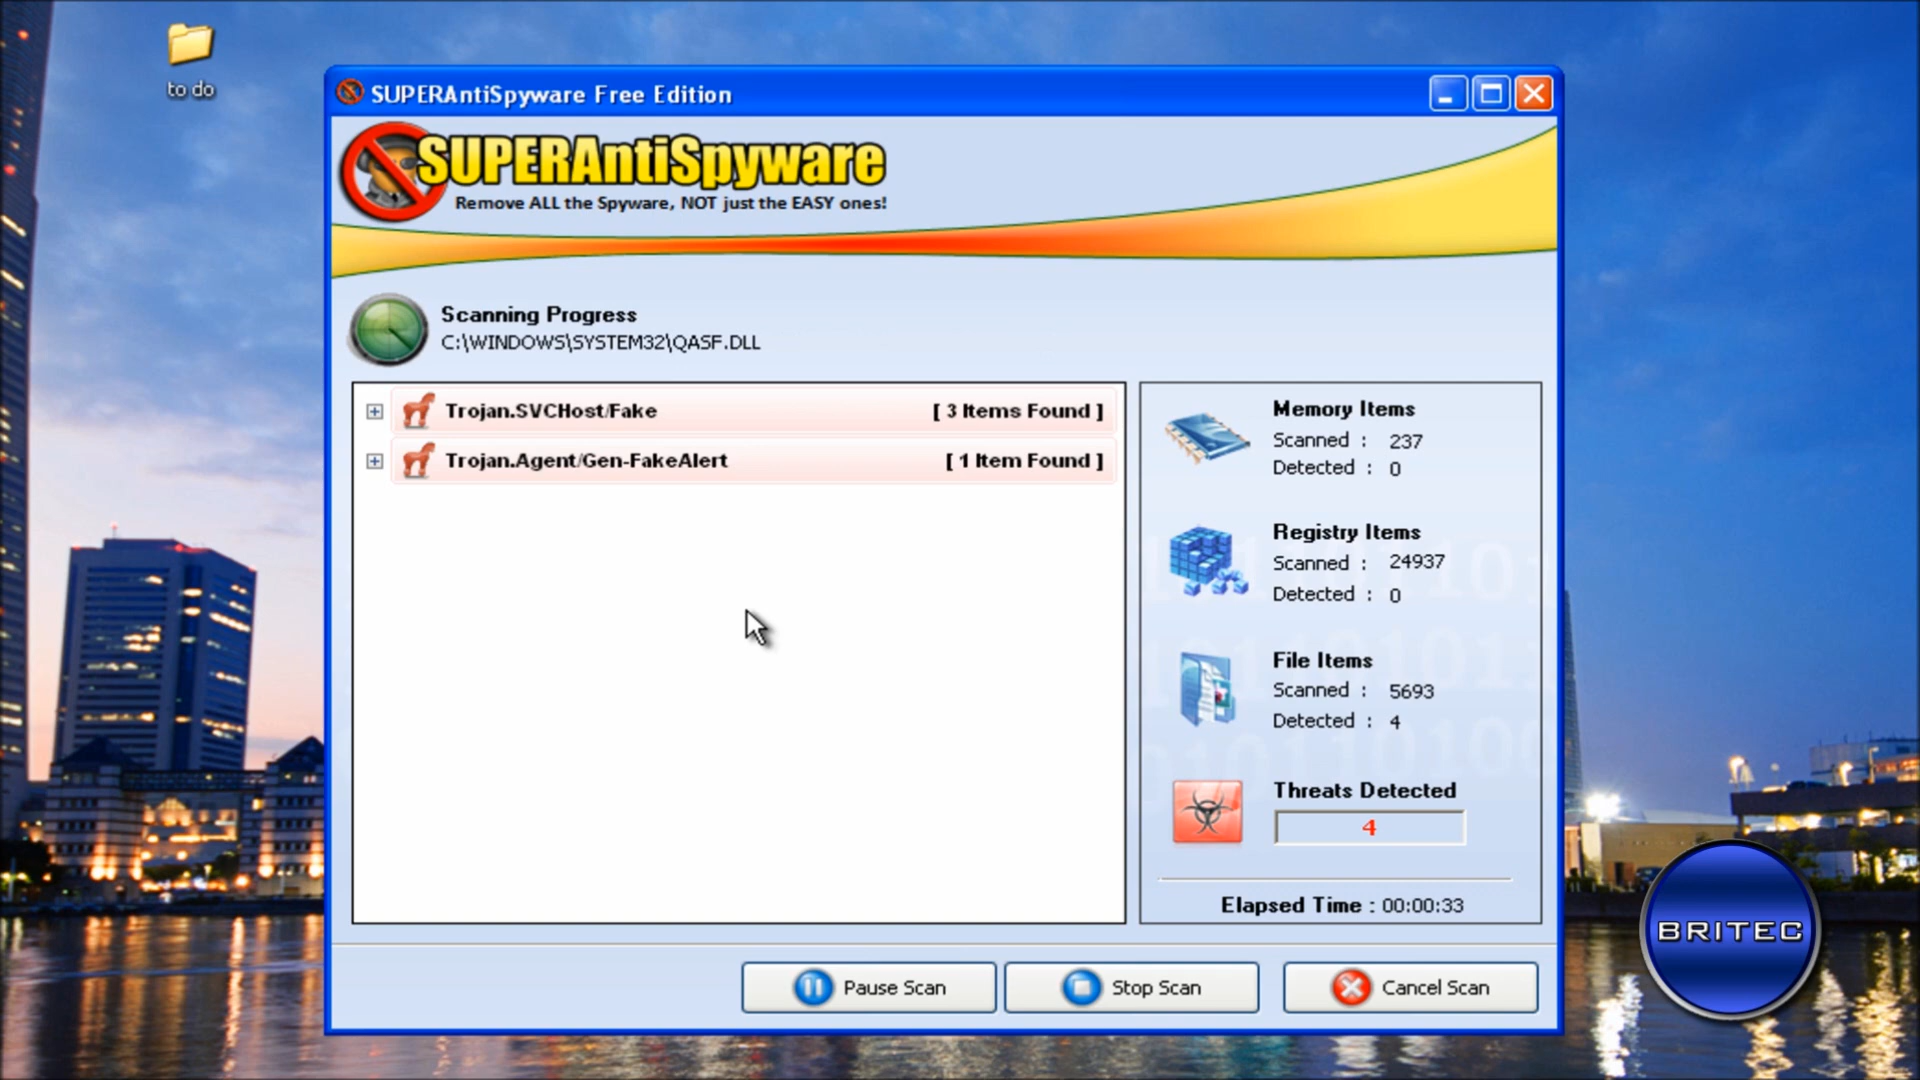 to do
SUPERAntiSpyware Free Edition
SUPERAntiSpyware
Remove ALL the Spyware, NOT just the EASY ones!
Scanning Progress
C:\WINDOWS\SYSTEM32\QASF.DLL
Trojan.SVCHost/Fake [ 3 Items Found ]
Trojan.Agent/Gen-FakeAlert [ 1 Item Found ]
Memory Items
Scanned : 237
Detected : 0
Registry Items
Scanned : 24937
Detected : 0
File Items
Scanned : 5693
Detected : 4
Threats Detected
4
Elapsed Time : 00:00:33
Pause Scan
Stop Scan
Cancel Scan
BRITEC